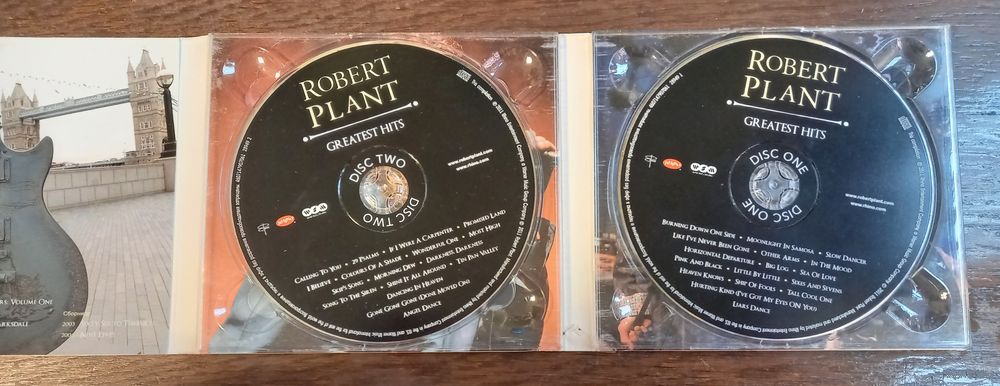 RS: VOLUME ONE
ARKSDALE
Сборники
2003
ROBERT
PLANT
GREATEST HITS
DISC TWO
DISC TWO
www.robertplant.com
www.rhino.com
CALLING TO YOU • 29 PALMS • IF I WERE A CARPENTER • PROMISED LAND
I BELIEVE • COLOURS OF A SHADE • WONDERFUL ONE • MOST HIGH
SKIP'S SONG • MORNING DEW • DARKNESS, DARKNESS
SONG TO THE SIREN • SHINE IT ALL AROUND • TIN PAN VALLEY
DANCING IN HEAVEN
GONE GONE GONE (DONE MOVED ON)
ANGEL DANCE
ROBERT
PLANT
GREATEST HITS
DISC ONE
DISC ONE
www.robertplant.com
www.rhino.com
BURNING DOWN ONE SIDE • MOONLIGHT IN SAMOSA • SLOW DANCER
LIKE I'VE NEVER BEEN GONE • OTHER ARMS • IN THE MOOD
HORIZONTAL DEPARTURE • BIG LOG • SEA OF LOVE
PINK AND BLACK • LITTLE BY LITTLE • SIXES AND SEVENS
HEAVEN KNOWS • SHIP OF FOOLS • TALL COOL ONE
HURTING KIND (I'VE GOT MY EYES ON YOU)
LIARS DANCE